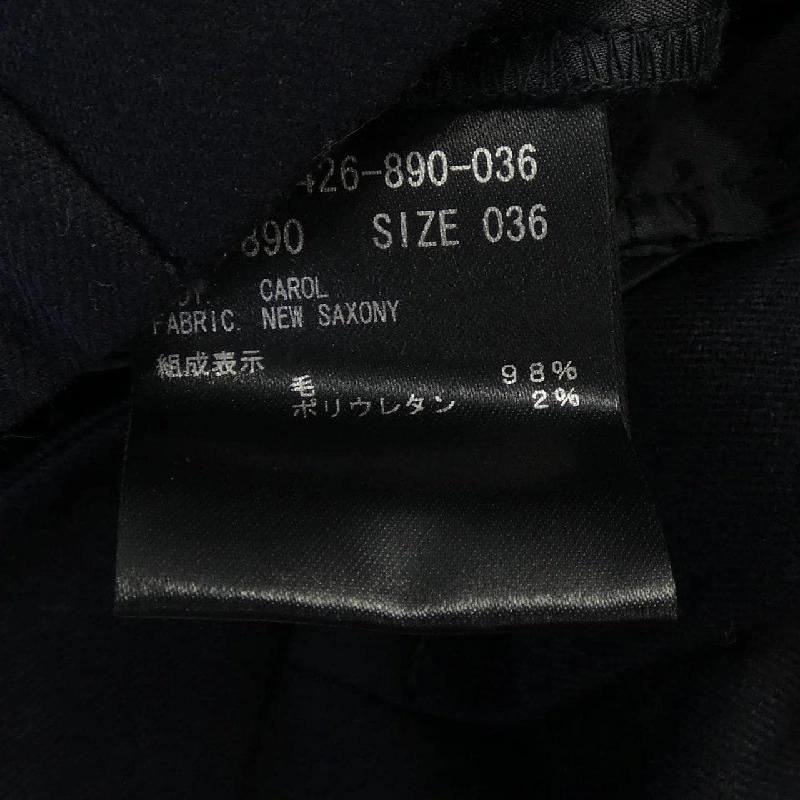 426-890-036
890 SIZE 036
CAROL
FABRIC. NEW SAXONY
組成表示
毛 98%
ポリウレタン 2%